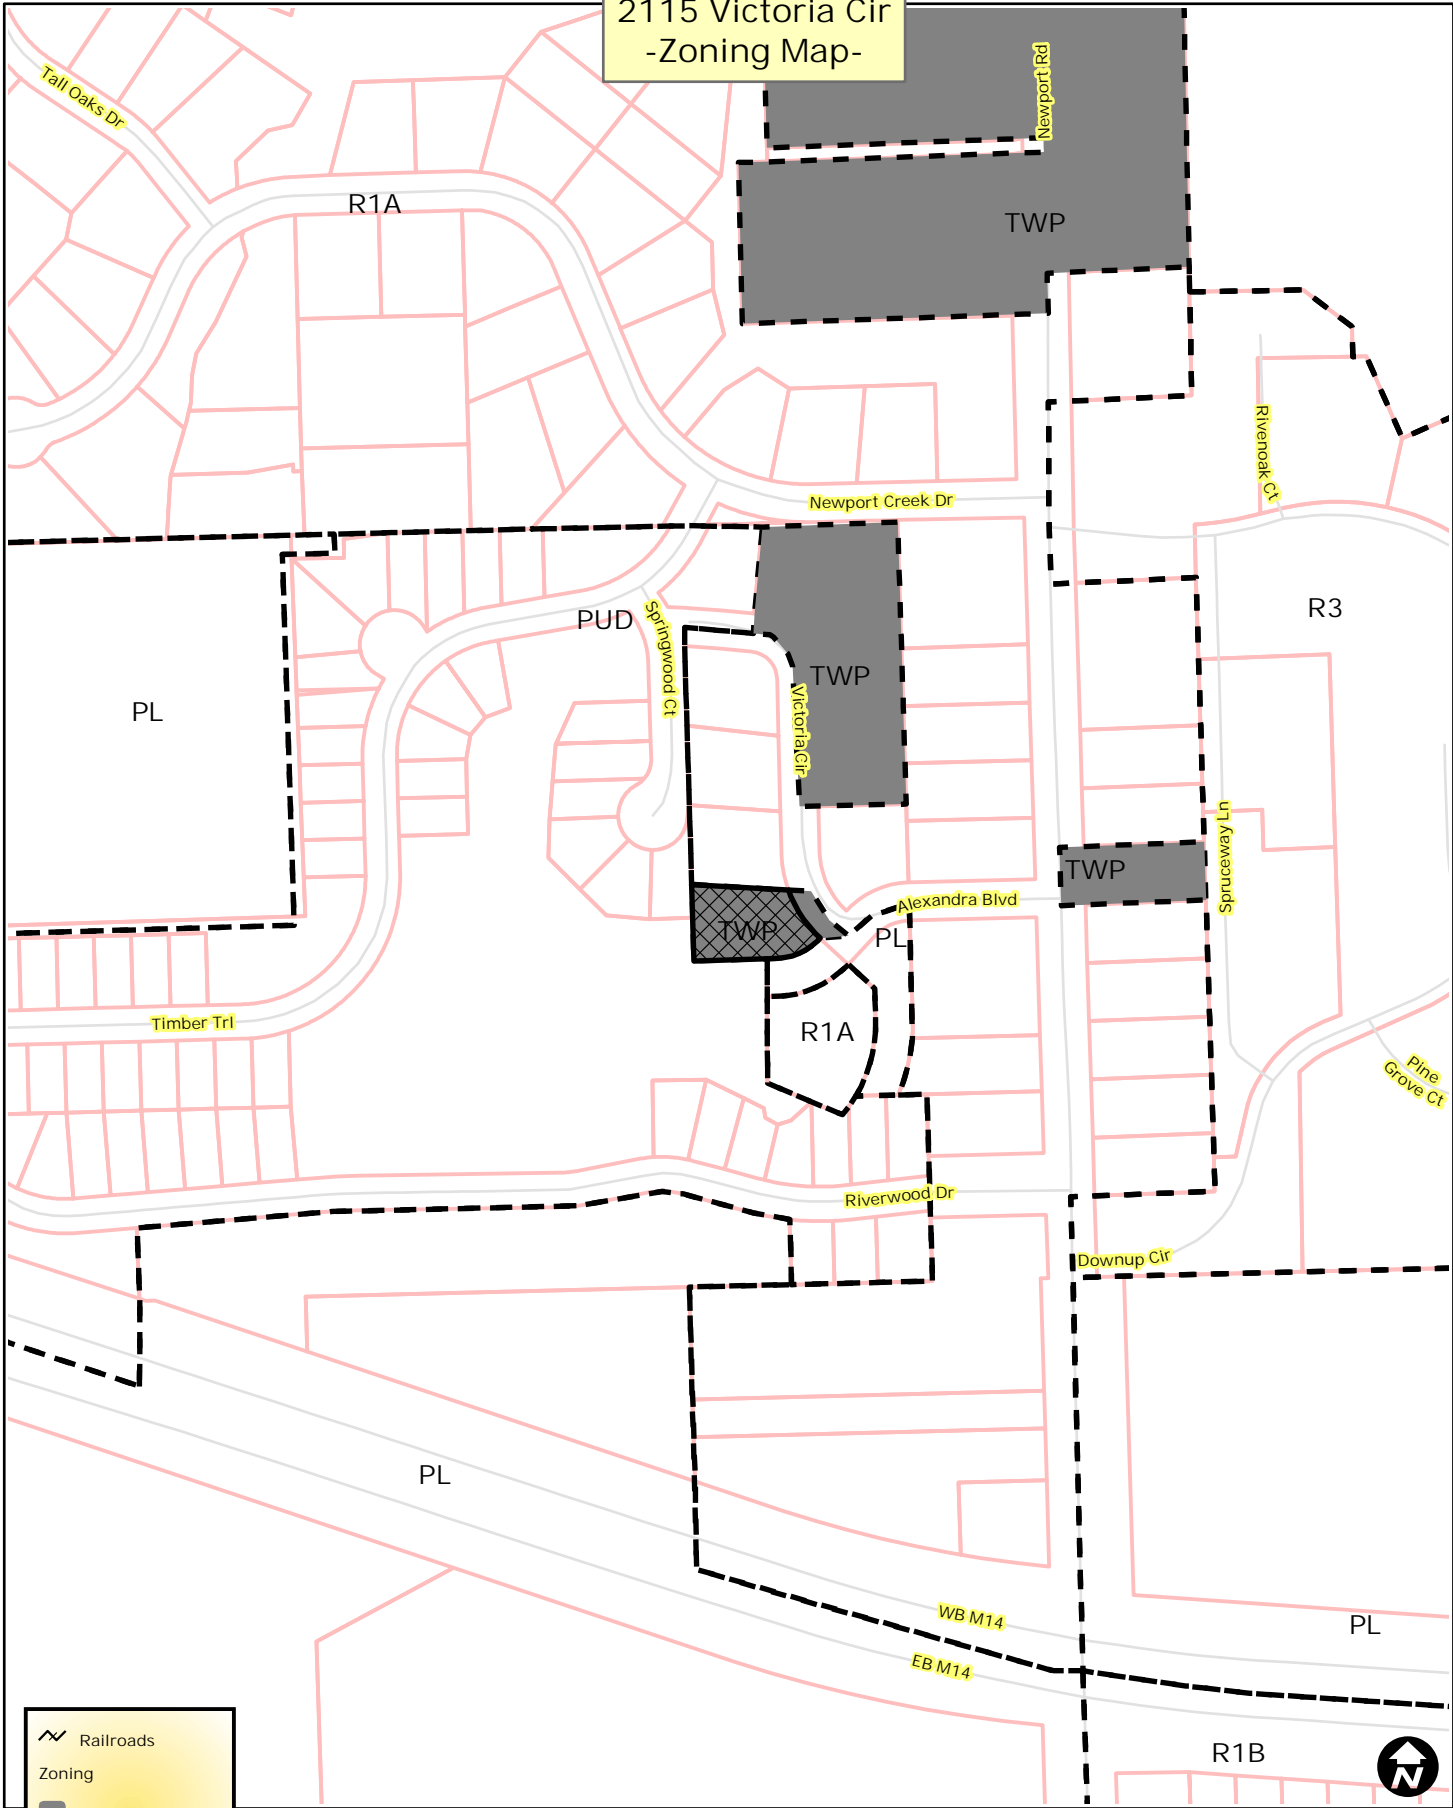 2115 Victoria Cir
-Zoning Map-
Newport Rd
Tall Oaks Dr
R1A
TWP
Rivenoak Ct
Newport Creek Dr
R3
PUD
Springwood Ct
TWP
PL
Victoria Cir
TWP
Spruceway Ln
Alexandra Blvd
TWP
PL
Timber Trl
R1A
Pine
Grove Ct
Riverwood Dr
Downup Cir
PL
WB M14
PL
EB M14
Railroads
R1B
Zoning
N